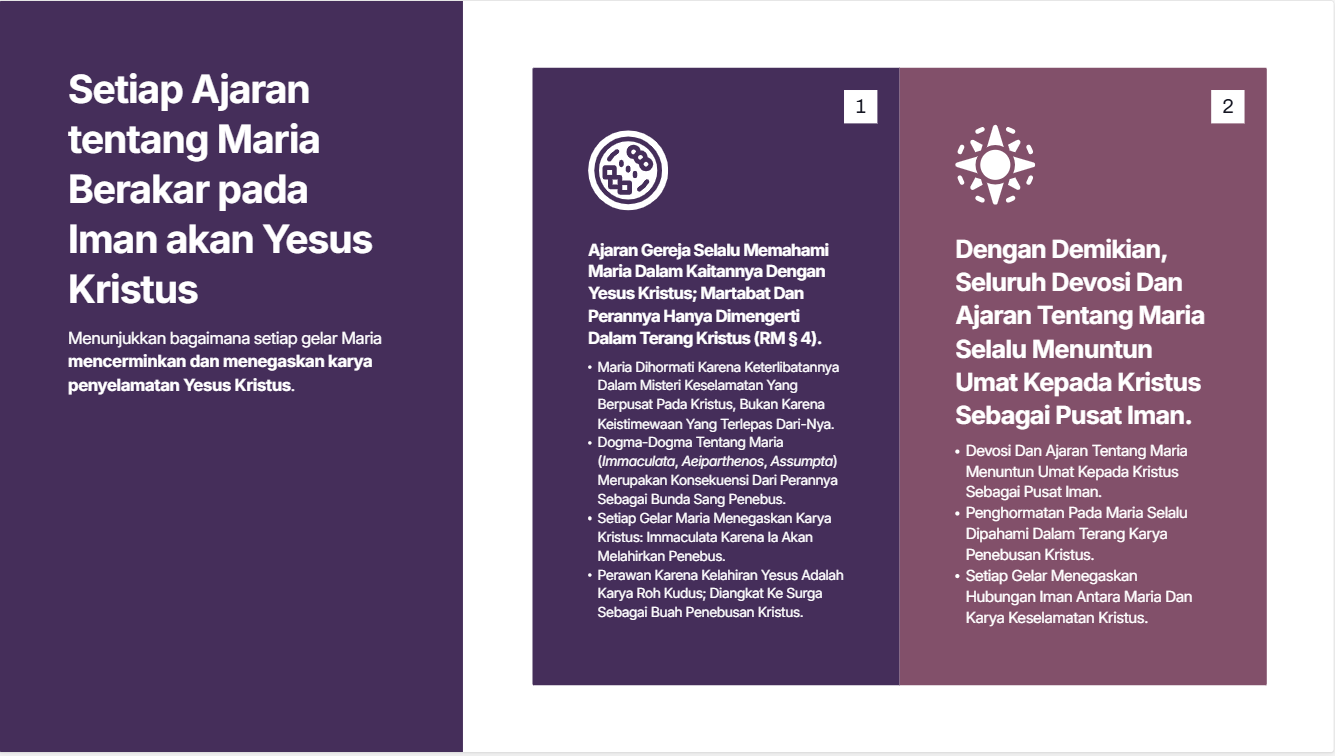 Setiap Ajaran
tentang Maria
Berakar pada
Iman akan Yesus
Kristus
Menunjukkan bagaimana setiap gelar Maria
mencerminkan dan menegaskan karya
penyelamatan Yesus Kristus.
1
Ajaran Gereja Selalu Memahami
Maria Dalam Kaitannya Dengan
Yesus Kristus; Martabat Dan
Perannya Hanya Dimengerti
Dalam Terang Kristus (RM § 4).
• Maria Dihormati Karena Keterlibatannya
Dalam Misteri Keselamatan Yang
Berpusat Pada Kristus, Bukan Karena
Keistimewaan Yang Terlepas Dari-Nya.
• Dogma-Dogma Tentang Maria
(Immaculata, Aeiparthenos, Assumpta)
Merupakan Konsekuensi Dari Perannya
Sebagai Bunda Sang Penebus.
• Setiap Gelar Maria Menegaskan Karya
Kristus: Immaculata Karena Ia Akan
Melahirkan Penebus.
• Perawan Karena Kelahiran Yesus Adalah
Karya Roh Kudus; Diangkat Ke Surga
Sebagai Buah Penebusan Kristus.
2
Dengan Demikian,
Seluruh Devosi Dan
Ajaran Tentang Maria
Selalu Menuntun
Umat Kepada Kristus
Sebagai Pusat Iman.
• Devosi Dan Ajaran Tentang Maria
Menuntun Umat Kepada Kristus
Sebagai Pusat Iman.
• Penghormatan Pada Maria Selalu
Dipahami Dalam Terang Karya
Penebusan Kristus.
• Setiap Gelar Menegaskan
Hubungan Iman Antara Maria Dan
Karya Keselamatan Kristus.